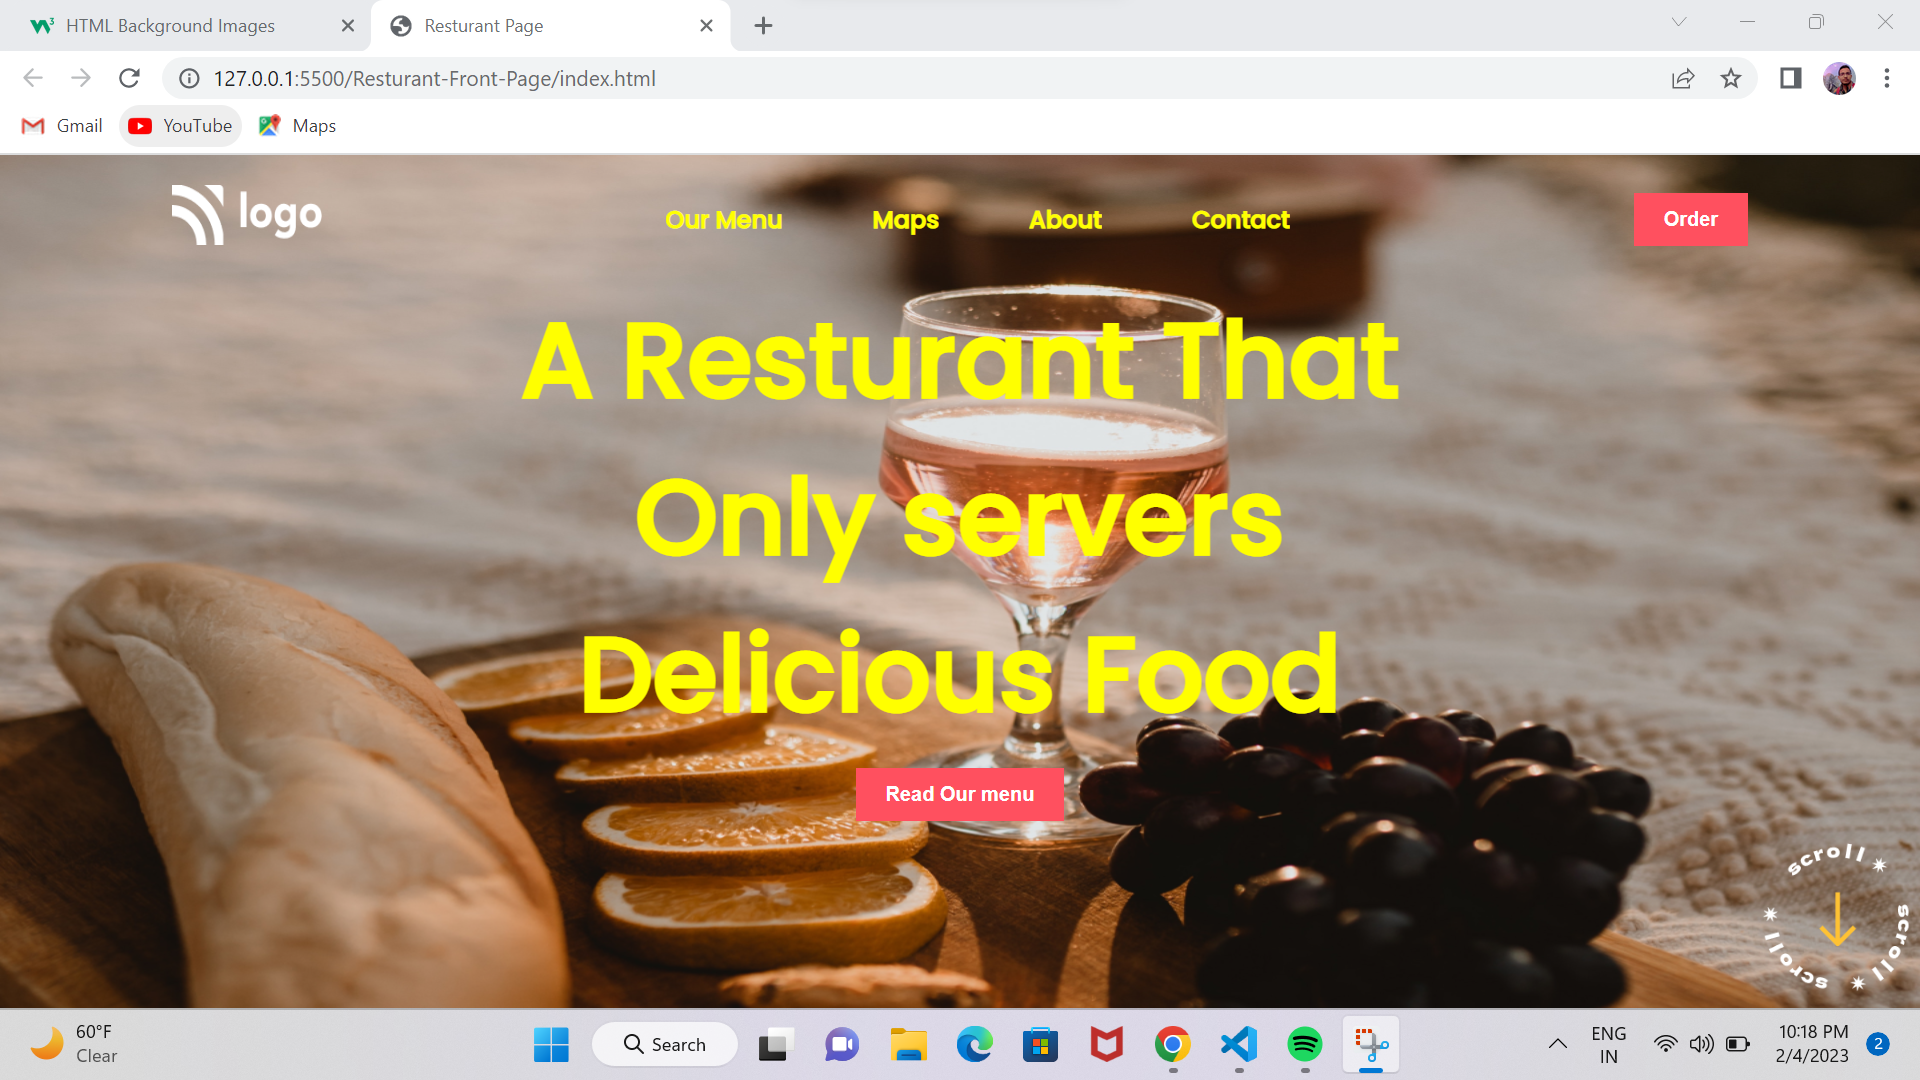 HTML Background Images
Resturant Page
127.0.0.1:5500/Resturant-Front-Page/index.html
Gmail
YouTube
Maps
logo
Our Menu
Maps
About
Contact
Order
A Resturant That
Only servers
Delicious Food
Read Our menu
scroll
scroll
scroll
60°F
Clear
Search
ENG
IN
10:18 PM
2/4/2023
2